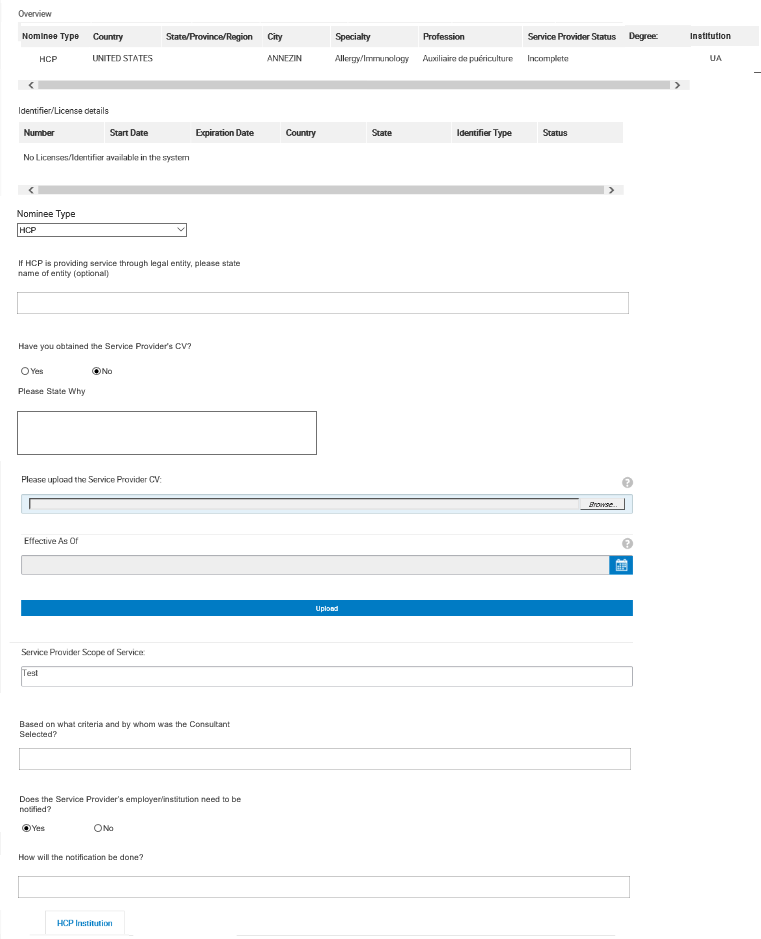 Overview
Nominee Type Country State/Province/Region City Specialty Profession Service Provider Status Degree: Institution
HCP UNITED STATES ANNEZIN Allergy/Immunology Auxiliaire de puériculture Incomplete UA
Identifier/License details
Number Start Date Expiration Date Country State Identifier Type Status
No Licenses/Identifier available in the system
Nominee Type
HCP
If HCP is providing service through legal entity, please state
name of entity (optional)
Have you obtained the Service Provider's CV?
Yes No
Please State Why
Please upload the Service Provider CV:
?
Browse..
Effective As Of
?
Upload
Service Provider Scope of Service:
Test
Based on what criteria and by whom was the Consultant
Selected?
Does the Service Provider's employer/institution need to be
notified?
Yes No
How will the notification be done?
HCP Institution